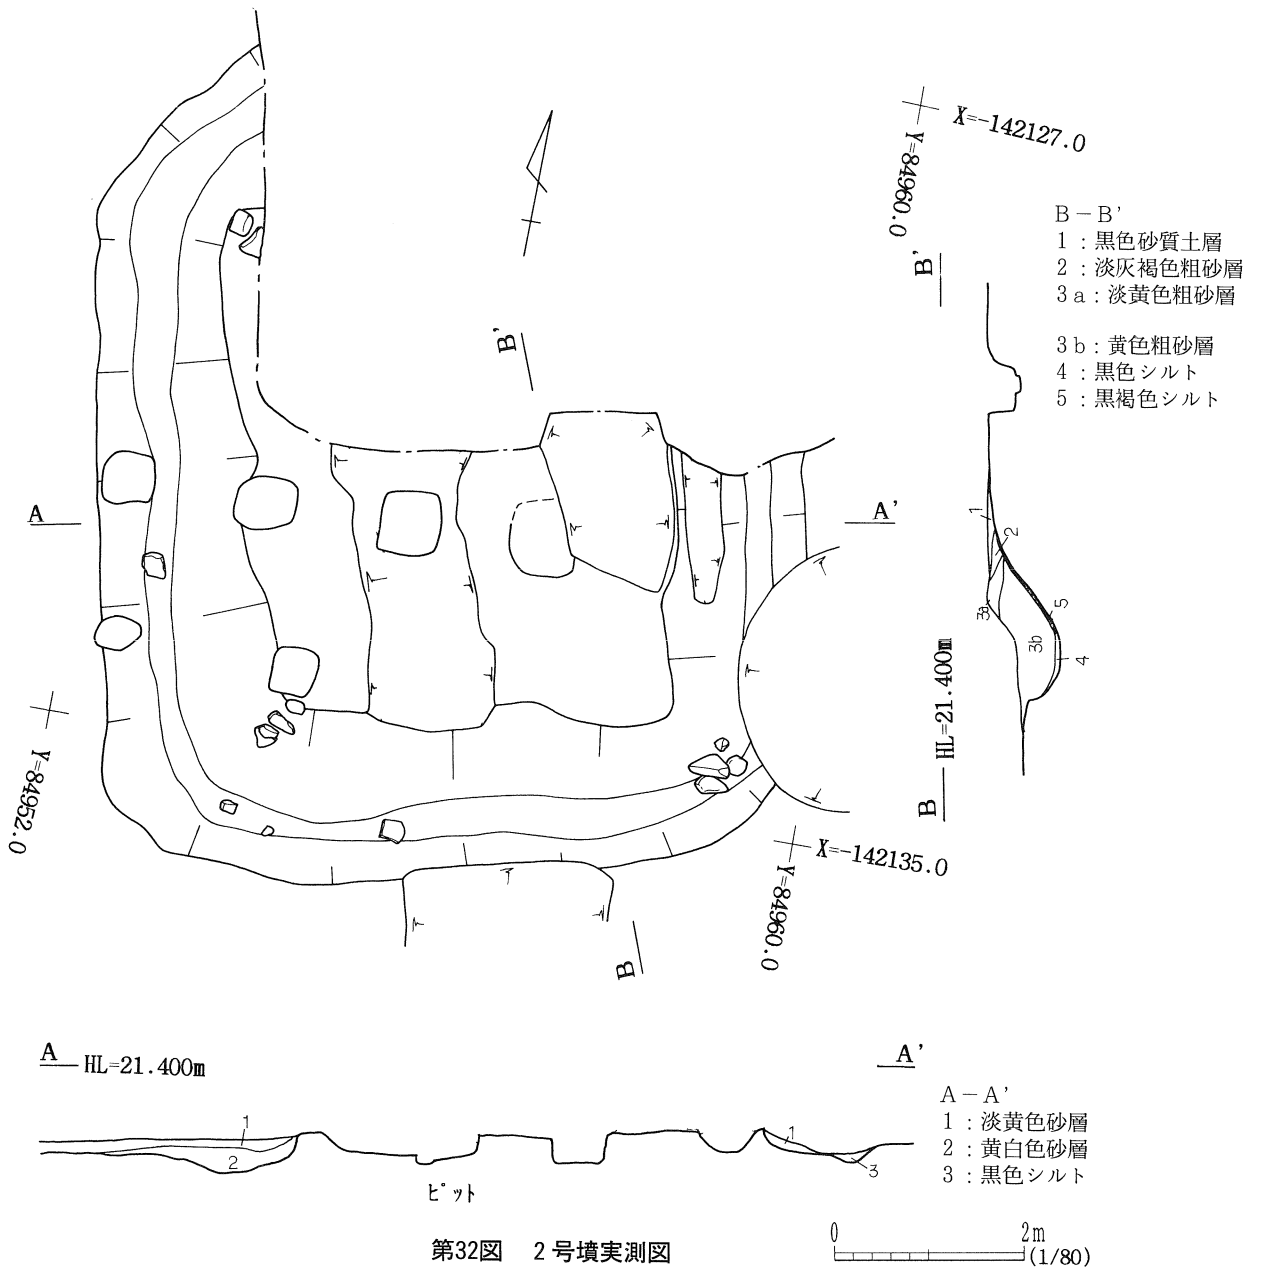 X=-142127.0
Y=84960.0
B-B'
1：黒色砂質土層
2：淡灰褐色粗砂層
3a：淡黄色粗砂層
3b：黄色粗砂層
4：黒色シルト
5：黒褐色シルト
B'
B'
A
A'
1
2
3a
5
3b
4
HL=21.400m
B
Y=84952.0
X=-142135.0
Y=84960.0
B
A HL=21.400m
A'
1
2
1
3
ピット
A-A'
1：淡黄色砂層
2：黄白色砂層
3：黒色シルト
第32図 2号墳実測図
0 2m
(1/80)